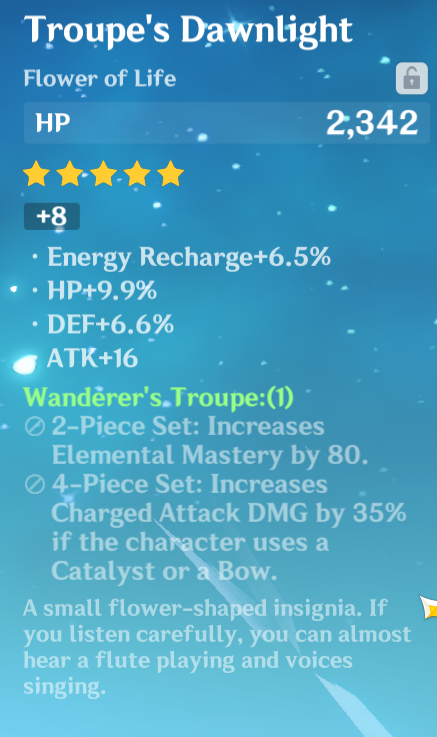 Troupe's Dawnlight
Flower of Life
HP 2,342
+8
· Energy Recharge+6.5%
· HP+9.9%
· DEF+6.6%
· ATK+16
Wanderer's Troupe:(1)
2-Piece Set: Increases
Elemental Mastery by 80.
4-Piece Set: Increases
Charged Attack DMG by 35%
if the character uses a
Catalyst or a Bow.
A small flower-shaped insignia. If
you listen carefully, you can almost
hear a flute playing and voices
singing.